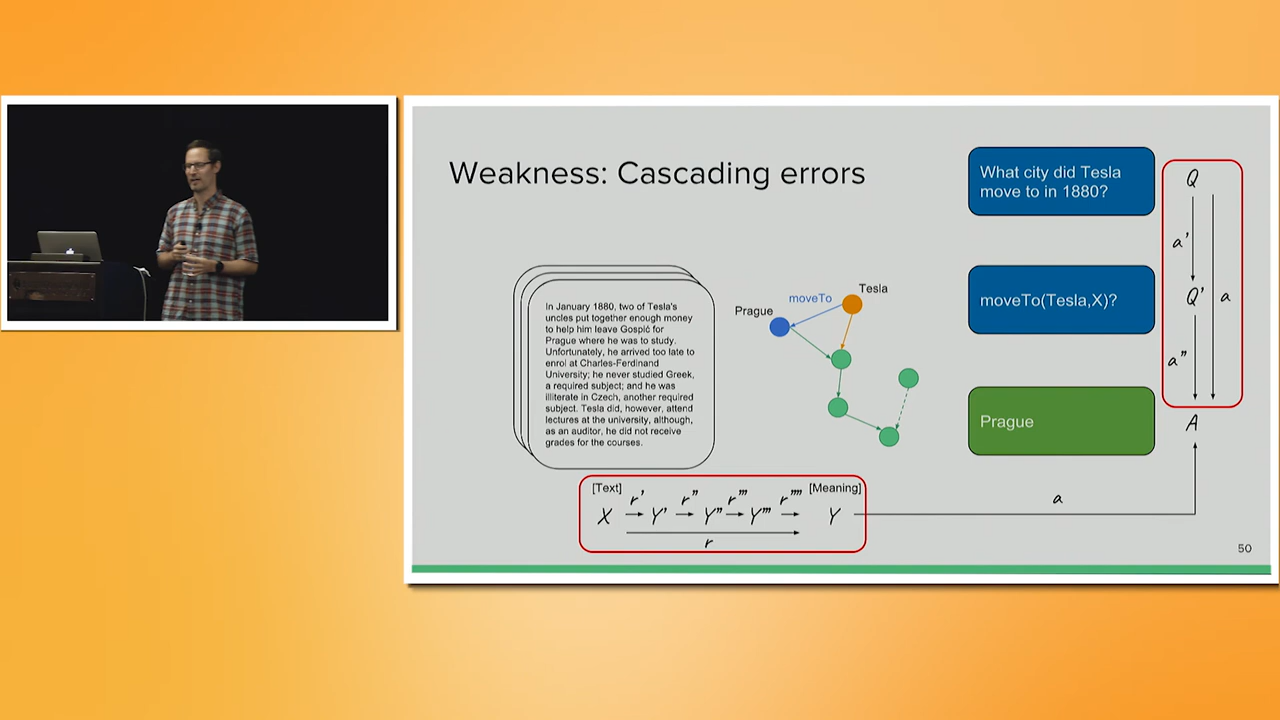 Weakness: Cascading errors
In January 1880, two of Tesla's
uncles put together enough money
to help him leave Gospić for
Prague where he was to study.
Unfortunately, he arrived too late to
enrol at Charles-Ferdinand
University; he never studied Greek,
a required subject; and he was
illiterate in Czech, another required
subject. Tesla did, however, attend
lectures at the university, although,
as an auditor, he did not receive
grades for the courses.
Prague
moveTo
Tesla
What city did Tesla
move to in 1880?
moveTo(Tesla,X)?
Prague
Q
a'
Q'
a
a"
A
[Text]
[Meaning]
r' r" r''' r''''
X Y' Y" Y''' Y
r
a
50